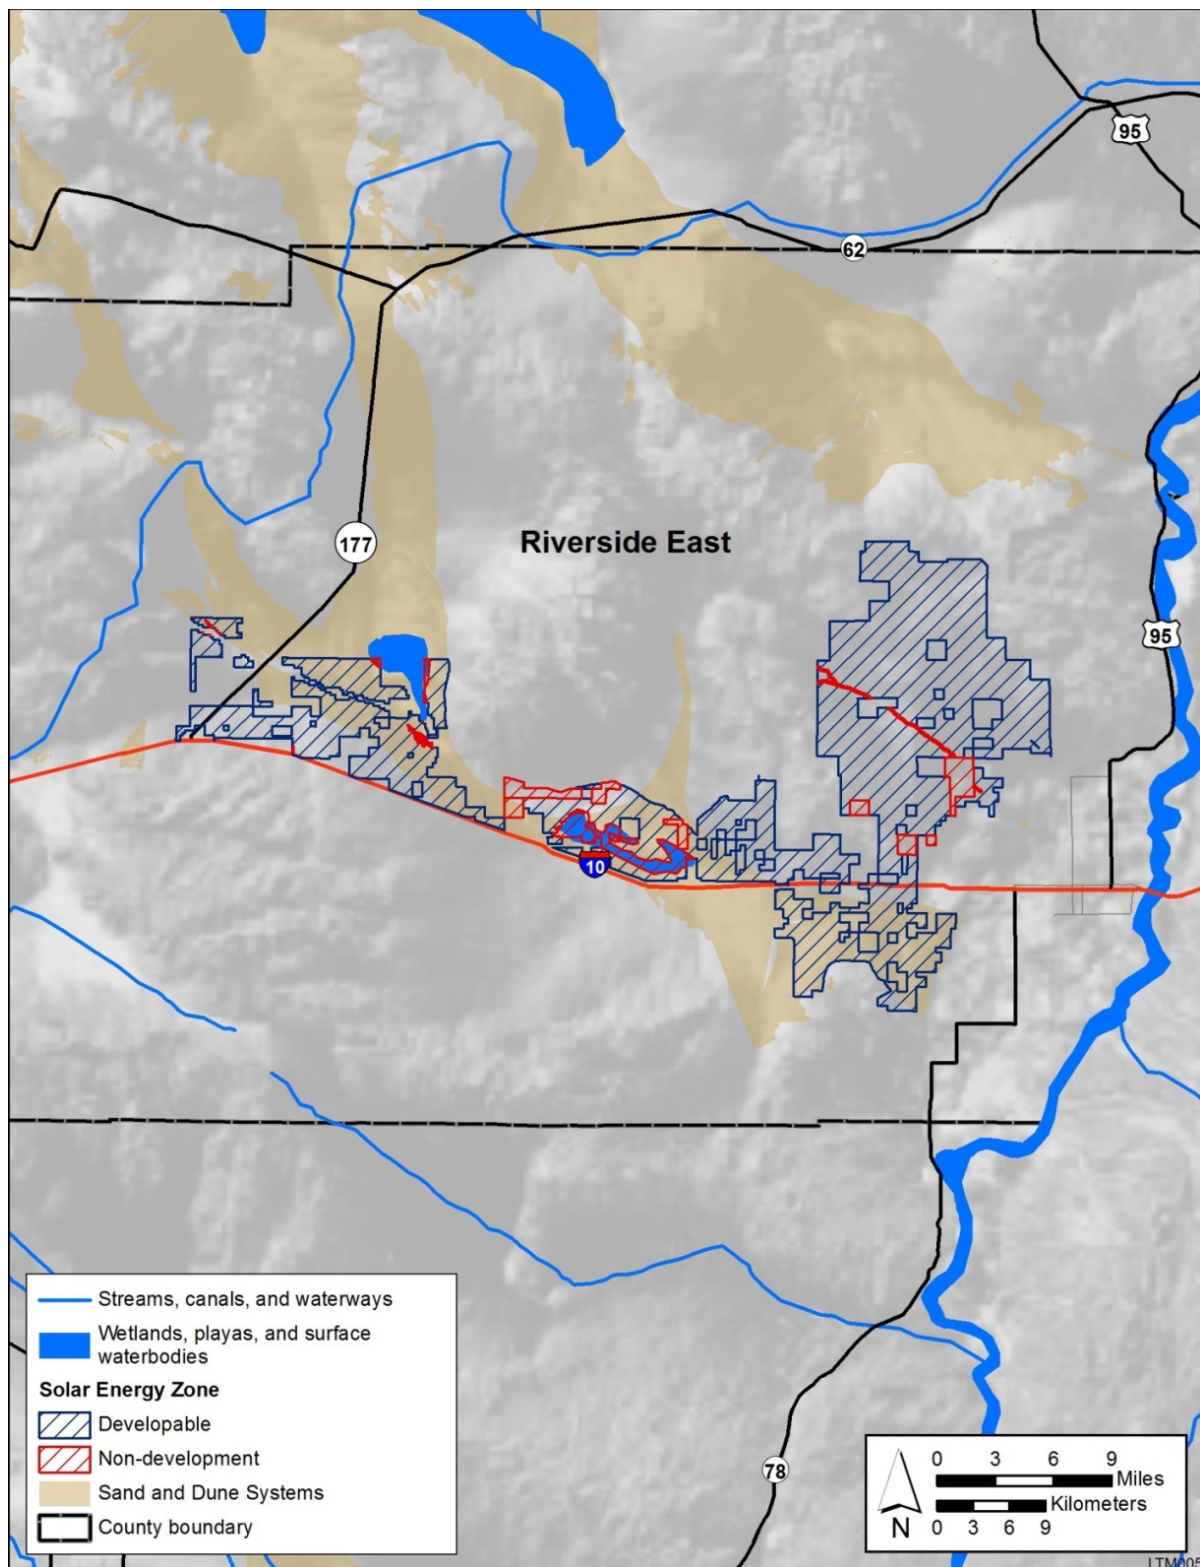 95
62
177
Riverside East
95
10
Streams, canals, and waterways
Wetlands, playas, and surface
waterbodies
Solar Energy Zone
Developable
Non-development
Sand and Dune Systems
County boundary
78
N
0 3 6 9
Miles
Kilometers
0 3 6 9
LTM005